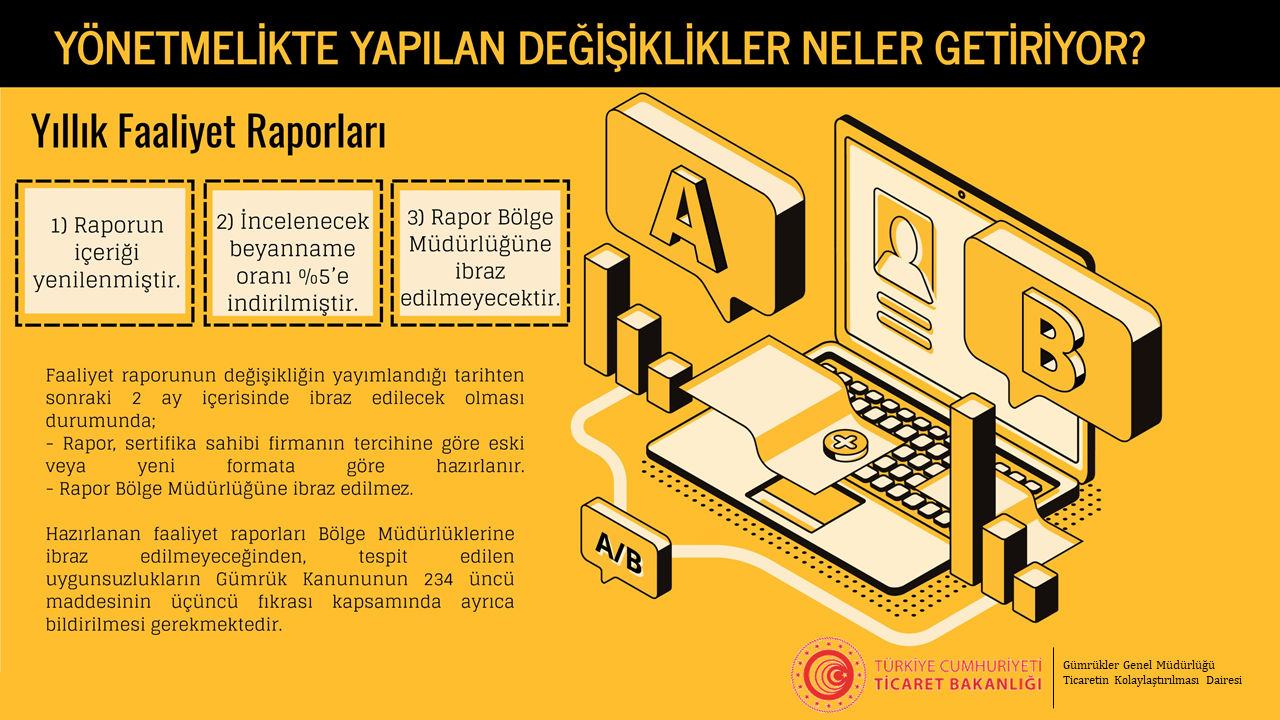 YÖNETMELİKTE YAPILAN DEĞİŞİKLİKLER NELER GETİRİYOR?
Yıllık Faaliyet Raporları
1) Raporun
içeriği
yenilenmiştir.
2) İncelenecek
beyanname
oranı %5’e
indirilmiştir.
3) Rapor Bölge
Müdürlüğüne
ibraz
edilmeyecektir.
Faaliyet raporunun değişikliğin yayımlandığı tarihten
sonraki 2 ay içerisinde ibraz edilecek olması
durumunda;
- Rapor, sertifika sahibi firmanın tercihine göre eski
veya yeni formata göre hazırlanır.
- Rapor Bölge Müdürlüğüne ibraz edilmez.
Hazırlanan faaliyet raporları Bölge Müdürlüklerine
ibraz edilmeyeceğinden, tespit edilen
uygunsuzlukların Gümrük Kanununun 234 üncü
maddesinin üçüncü fıkrası kapsamında ayrıca
bildirilmesi gerekmektedir.
A
B
A/B
TÜRKİYE CUMHURİYETİ
TİCARET BAKANLIĞI
Gümrükler Genel Müdürlüğü
Ticaretin Kolaylaştırılması Dairesi